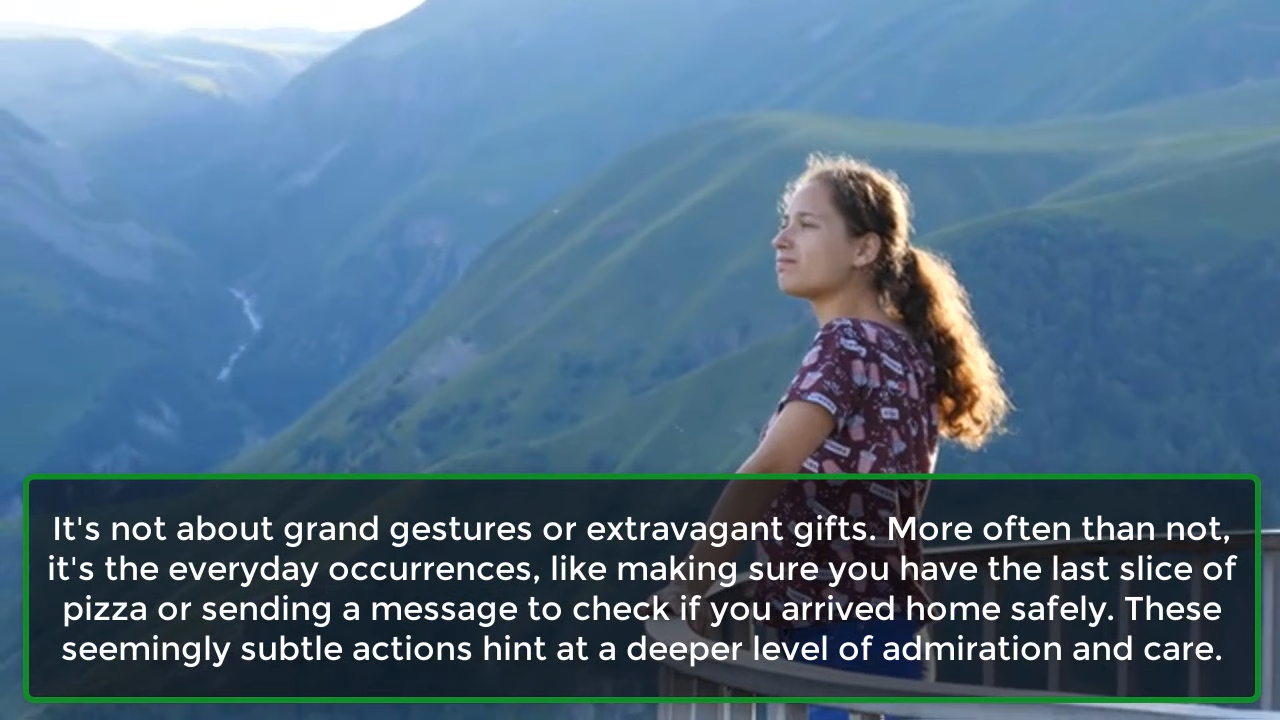 It's not about grand gestures or extravagant gifts. More often than not,
it's the everyday occurrences, like making sure you have the last slice of
pizza or sending a message to check if you arrived home safely. These
seemingly subtle actions hint at a deeper level of admiration and care.